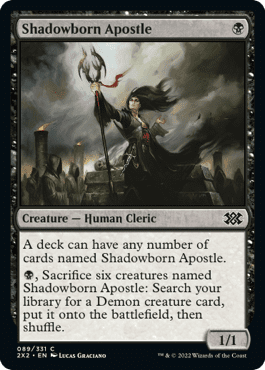 Shadowborn Apostle
Creature — Human Cleric
A deck can have any number
of cards named Shadowborn Apostle.
, Sacrifice six creatures named
Shadowborn Apostle: Search your
library for a Demon creature card,
put it onto the battlefield, then
shuffle.
1/1
089/331 C
2X2 • EN Lucas Graciano
™ & © 2022 Wizards of the Coast